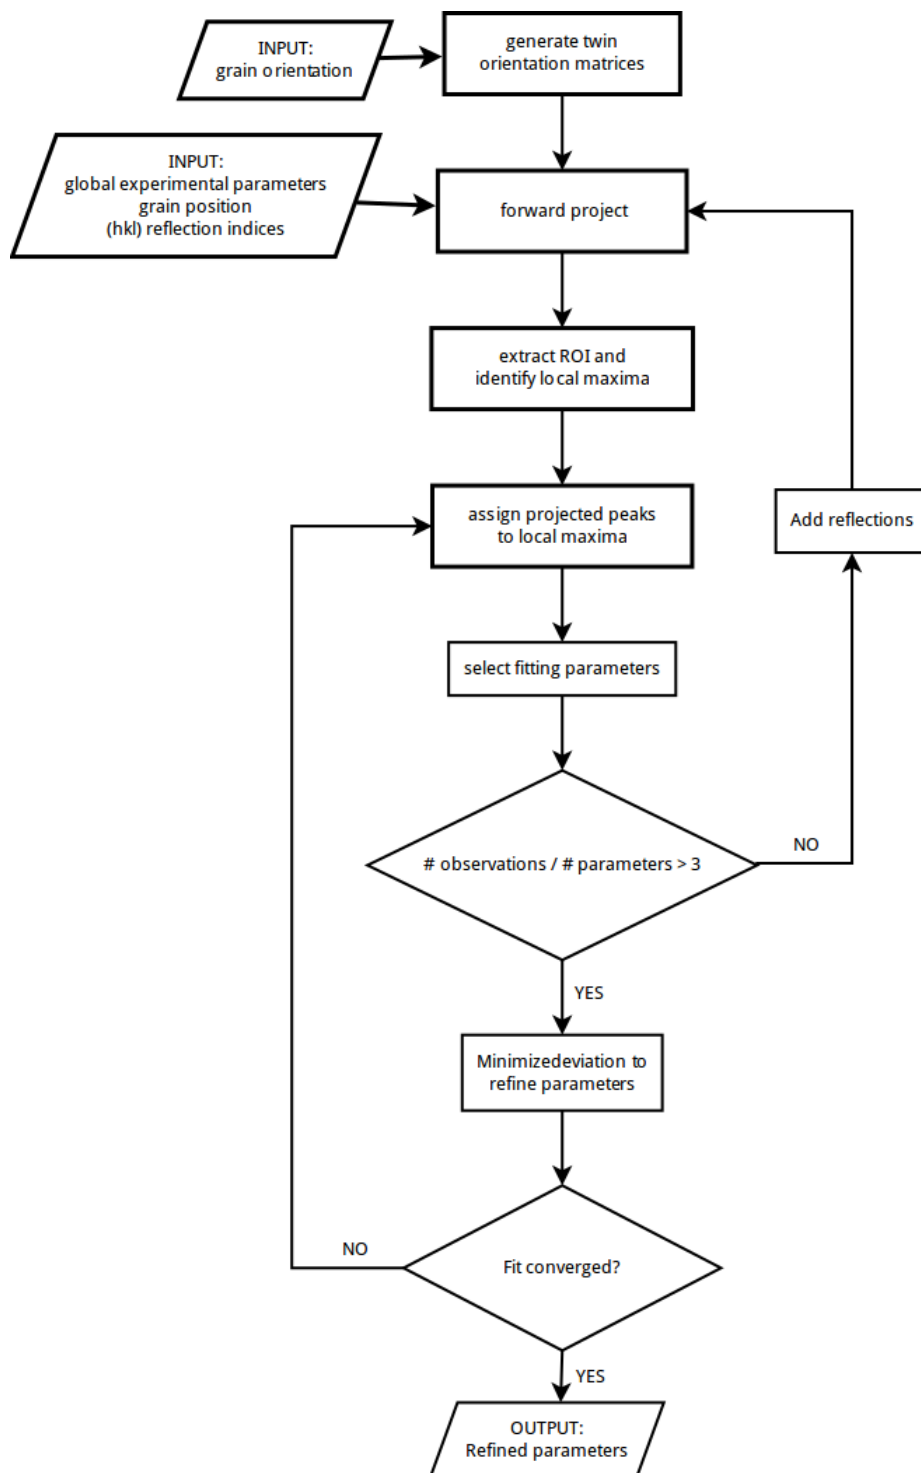 INPUT:
grain orientation
generate twin
orientation matrices
INPUT:
global experimental parameters
grain position
(hkl) reflection indices
forward project
extract ROI and
identify local maxima
assign projected peaks
to local maxima
Add reflections
select fitting parameters
# observations / # parameters > 3
NO
YES
Minimizedeviation to
refine parameters
NO
Fit converged?
YES
OUTPUT:
Refined parameters